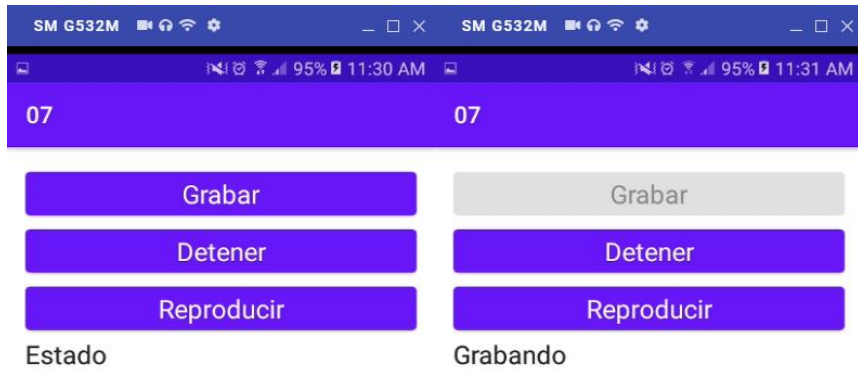 SM G532M
95% 11:30 AM
07
Grabar
Detener
Reproducir
Estado
SM G532M
95% 11:31 AM
07
Grabar
Detener
Reproducir
Grabando